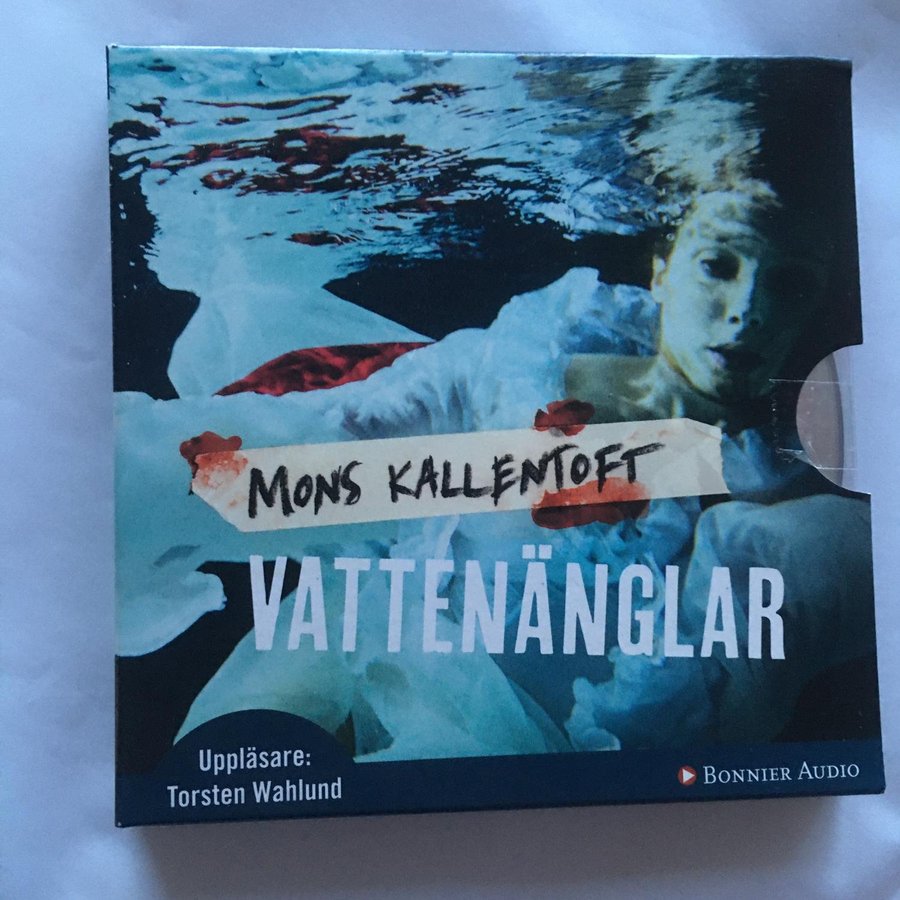 MONS KALLENTOFT
VATTENÄNGLAR
Uppläsare:
Torsten Wahlund
BONNIER AUDIO